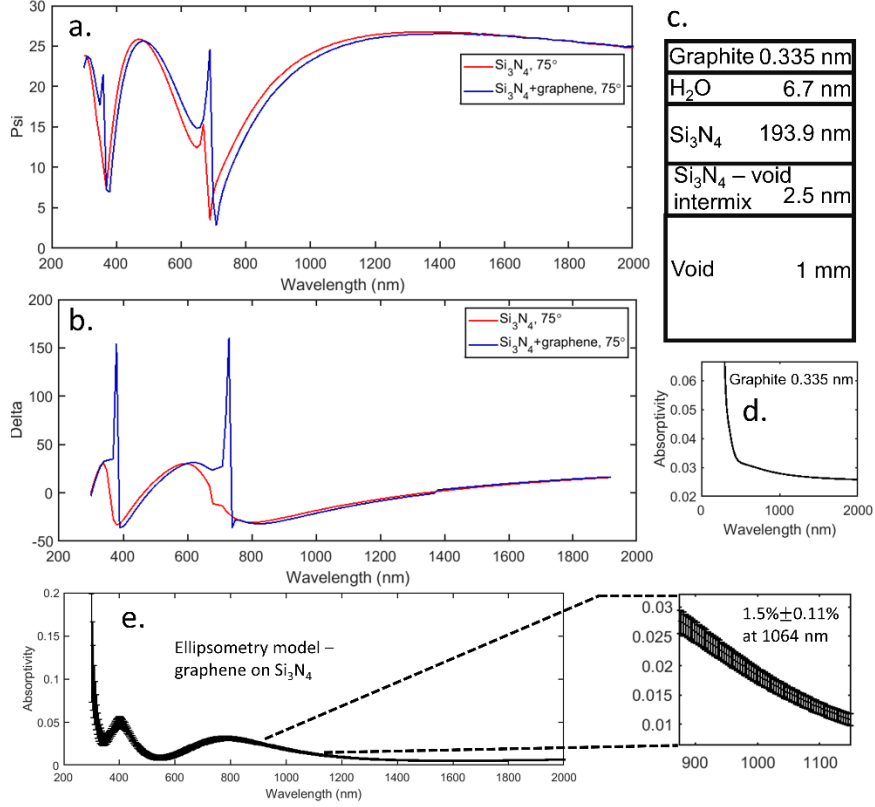 a.
30
25
20
15
10
5
0
Psi
Si3N4, 75°
Si3N4+graphene, 75°
200 400 600 800 1000 1200 1400 1600 1800 2000
Wavelength (nm)
c.
Graphite 0.335 nm
H2O 6.7 nm
Si3N4 193.9 nm
Si3N4 – void
intermix 2.5 nm
Void 1 mm
b.
200
150
100
50
0
-50
Delta
Si3N4, 75°
Si3N4+graphene, 75°
200 400 600 800 1000 1200 1400 1600 1800 2000
Wavelength (nm)
d.
Graphite 0.335 nm
0.06
0.05
0.04
0.03
0.02
Absorptivity
0 1000 2000
Wavelength (nm)
e.
0.2
0.15
0.1
0.05
0
Absorptivity
Ellipsometry model –
graphene on Si3N4
200 400 600 800 1000 1200 1400 1600 1800 2000
Wavelength (nm)
0.03
0.025
0.02
0.015
0.01
1.5%±0.11%
at 1064 nm
900 1000 1100